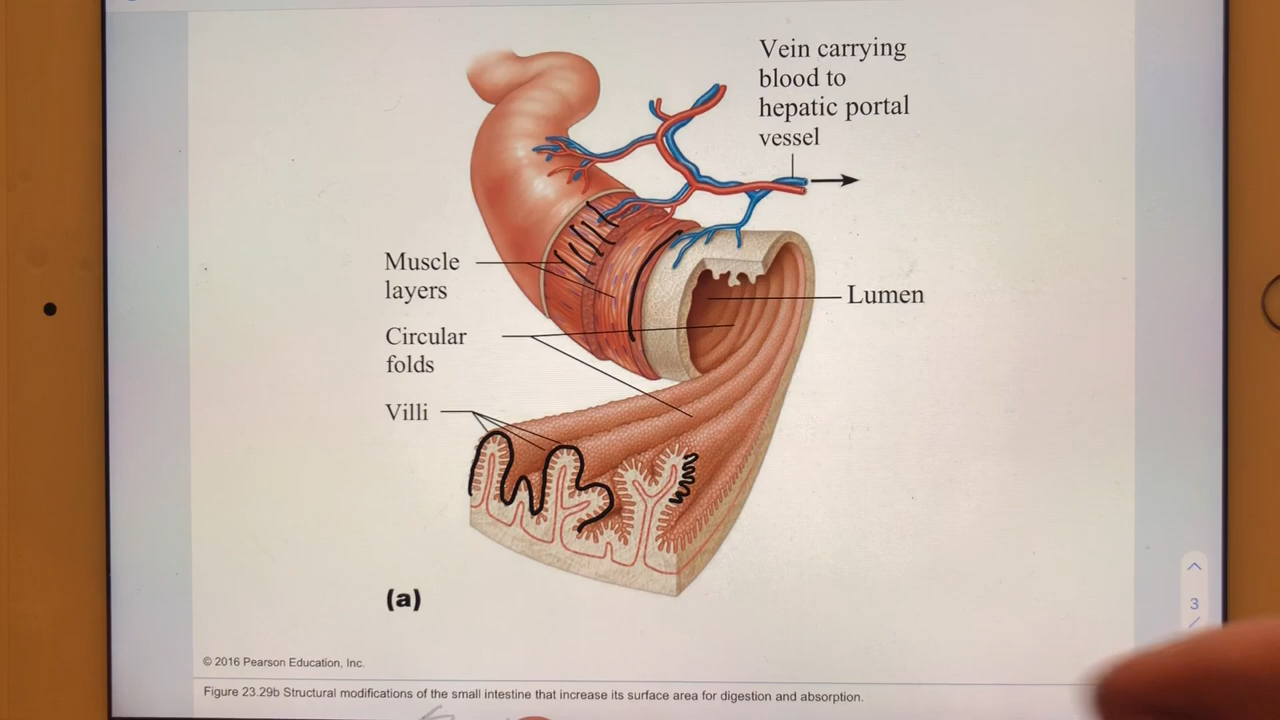 Vein carrying
blood to
hepatic portal
vessel
Muscle
layers
Lumen
Circular
folds
Villi
(a)
3
/
© 2016 Pearson Education, Inc.
Figure 23.29b Structural modifications of the small intestine that increase its surface area for digestion and absorption.